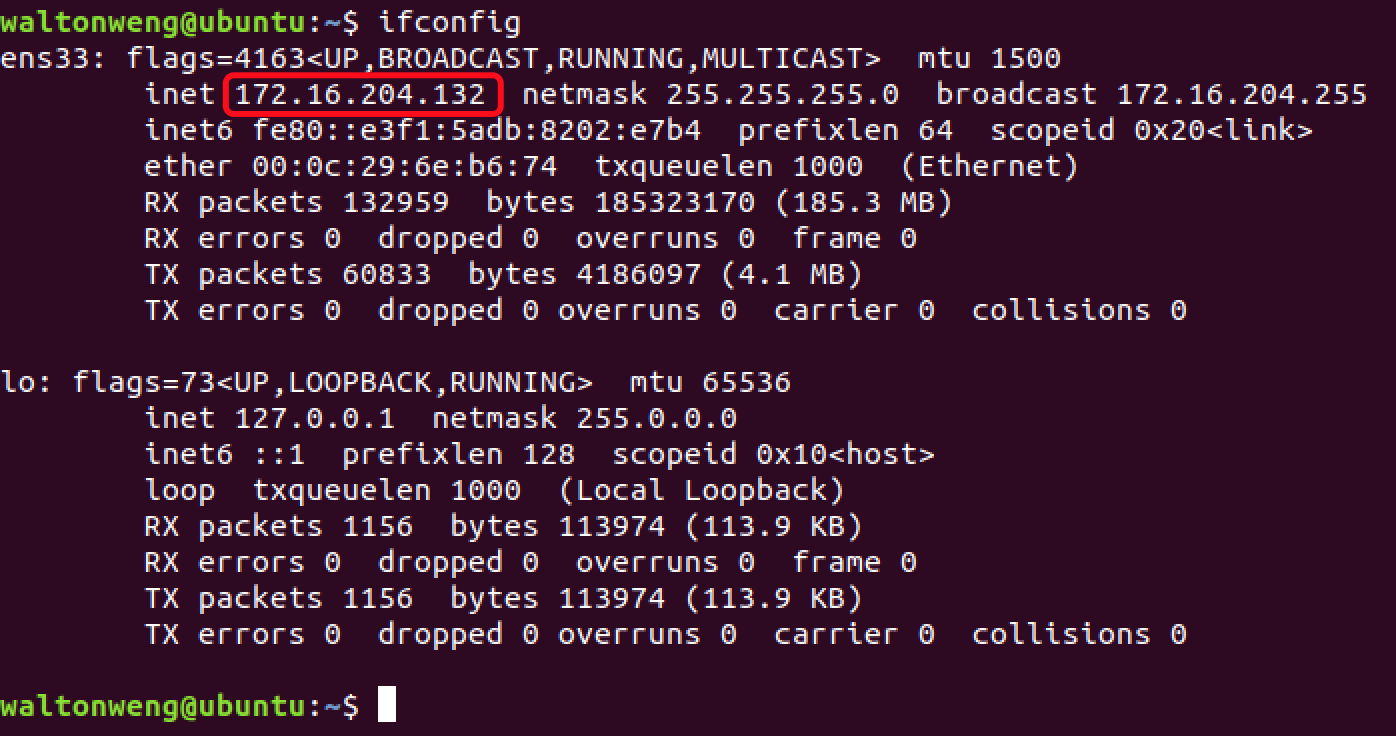 waltonweng@ubuntu:~$ ifconfig
ens33: flags=4163<UP,BROADCAST,RUNNING,MULTICAST>  mtu 1500
        inet 172.16.204.132  netmask 255.255.255.0  broadcast 172.16.204.255
        inet6 fe80::e3f1:5adb:8202:e7b4  prefixlen 64  scopeid 0x20<link>
        ether 00:0c:29:6e:b6:74  txqueuelen 1000  (Ethernet)
        RX packets 132959  bytes 185323170 (185.3 MB)
        RX errors 0  dropped 0  overruns 0  frame 0
        TX packets 60833  bytes 4186097 (4.1 MB)
        TX errors 0  dropped 0 overruns 0  carrier 0  collisions 0
lo: flags=73<UP,LOOPBACK,RUNNING>  mtu 65536
        inet 127.0.0.1  netmask 255.0.0.0
        inet6 ::1  prefixlen 128  scopeid 0x10<host>
        loop  txqueuelen 1000  (Local Loopback)
        RX packets 1156  bytes 113974 (113.9 KB)
        RX errors 0  dropped 0  overruns 0  frame 0
        TX packets 1156  bytes 113974 (113.9 KB)
        TX errors 0  dropped 0 overruns 0  carrier 0  collisions 0
waltonweng@ubuntu:~$